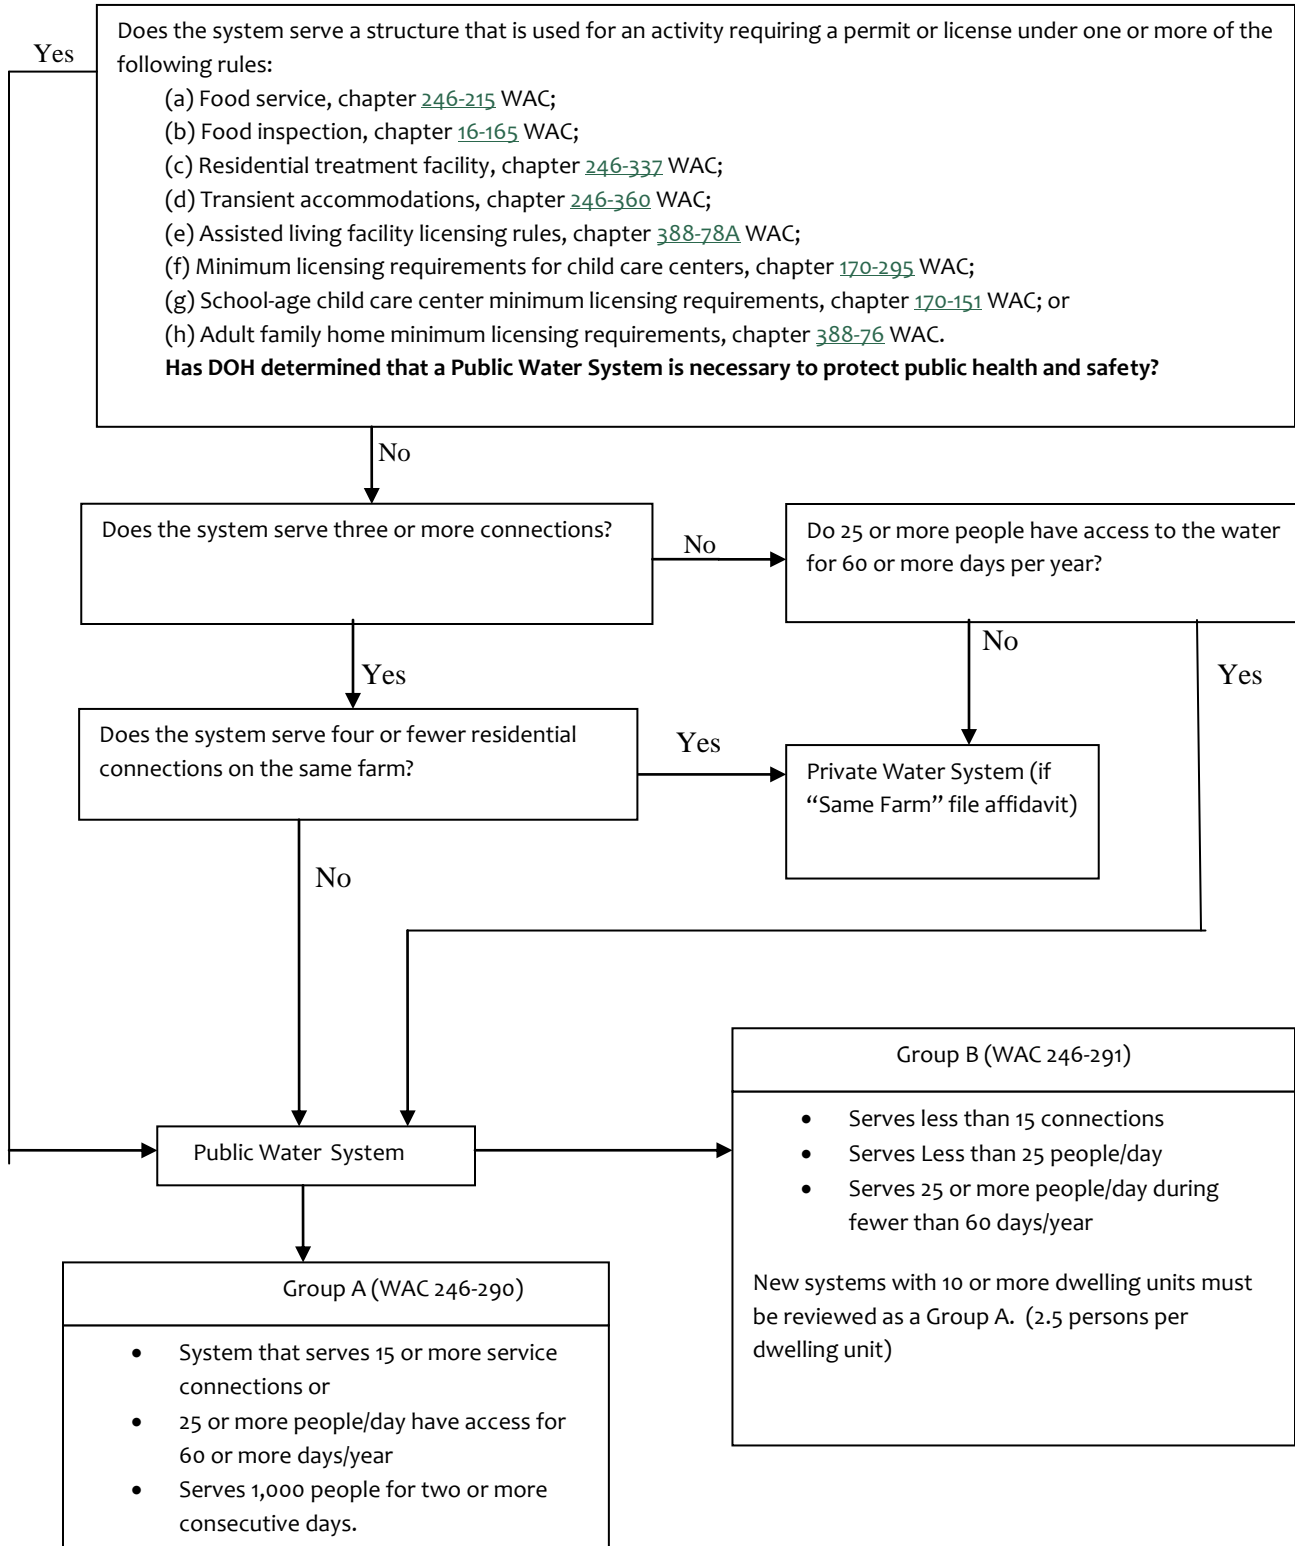 Yes
Does the system serve a structure that is used for an activity requiring a permit or license under one or more of the
following rules:
(a) Food service, chapter 246-215 WAC;
(b) Food inspection, chapter 16-165 WAC;
(c) Residential treatment facility, chapter 246-337 WAC;
(d) Transient accommodations, chapter 246-360 WAC;
(e) Assisted living facility licensing rules, chapter 388-78A WAC;
(f) Minimum licensing requirements for child care centers, chapter 170-295 WAC;
(g) School-age child care center minimum licensing requirements, chapter 170-151 WAC; or
(h) Adult family home minimum licensing requirements, chapter 388-76 WAC.
Has DOH determined that a Public Water System is necessary to protect public health and safety?
No
Does the system serve three or more connections?
No
Do 25 or more people have access to the water
for 60 or more days per year?
Yes
No
Yes
Does the system serve four or fewer residential
connections on the same farm?
Yes
Private Water System (if
“Same Farm” file affidavit)
No
Public Water System
Group B (WAC 246-291)
• Serves less than 15 connections
• Serves Less than 25 people/day
• Serves 25 or more people/day during
fewer than 60 days/year
New systems with 10 or more dwelling units must
be reviewed as a Group A. (2.5 persons per
dwelling unit)
Group A (WAC 246-290)
• System that serves 15 or more service
connections or
• 25 or more people/day have access for
60 or more days/year
• Serves 1,000 people for two or more
consecutive days.